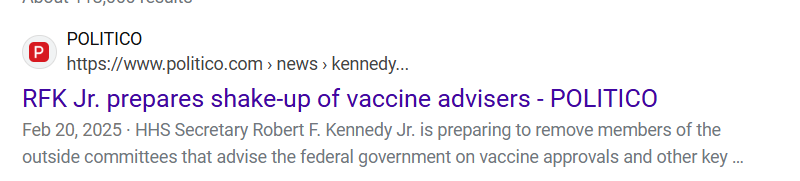 POLITICO
https://www.politico.com › news › kennedy...
RFK Jr. prepares shake-up of vaccine advisers - POLITICO
Feb 20, 2025 · HHS Secretary Robert F. Kennedy Jr. is preparing to remove members of the
outside committees that advise the federal government on vaccine approvals and other key ...